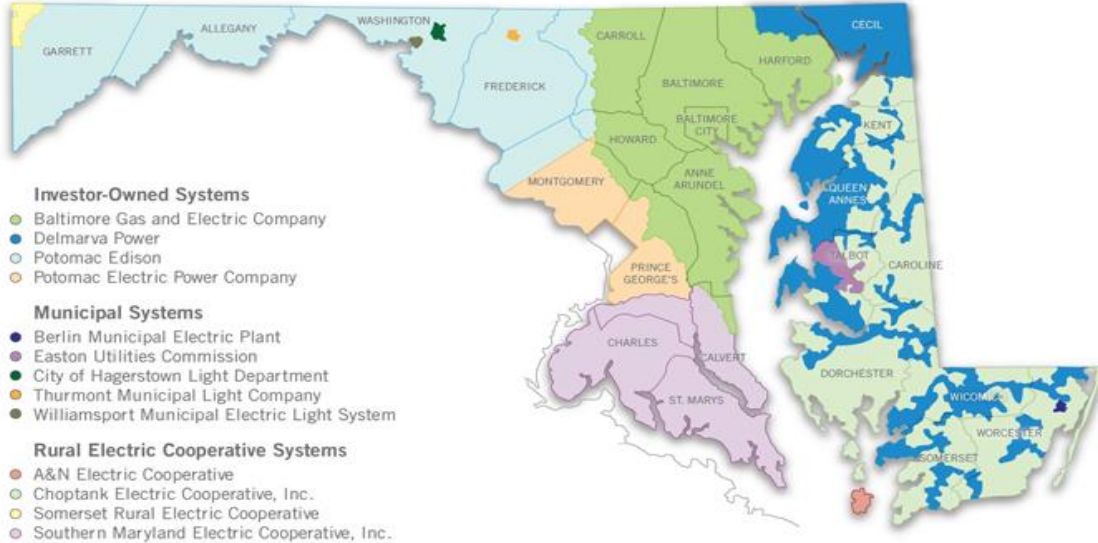 WASHINGTON
CECIL
ALLEGANY
GARRETT
CARROLL
HARFORD
FREDERICK
BALTIMORE
BALTIMORE
CITY
KENT
HOWARD
ANNE
ARUNDEL
MONTGOMERY
QUEEN
ANNES
TALBOT
CAROLINE
PRINCE
GEORGE'S
CHARLES
CALVERT
DORCHESTER
ST. MARYS
WICOMICO
WORCESTER
SOMERSET
Investor-Owned Systems
Baltimore Gas and Electric Company
Delmarva Power
Potomac Edison
Potomac Electric Power Company
Municipal Systems
Berlin Municipal Electric Plant
Easton Utilities Commission
City of Hagerstown Light Department
Thurmont Municipal Light Company
Williamsport Municipal Electric Light System
Rural Electric Cooperative Systems
A&N Electric Cooperative
Choptank Electric Cooperative, Inc.
Somerset Rural Electric Cooperative
Southern Maryland Electric Cooperative, Inc.